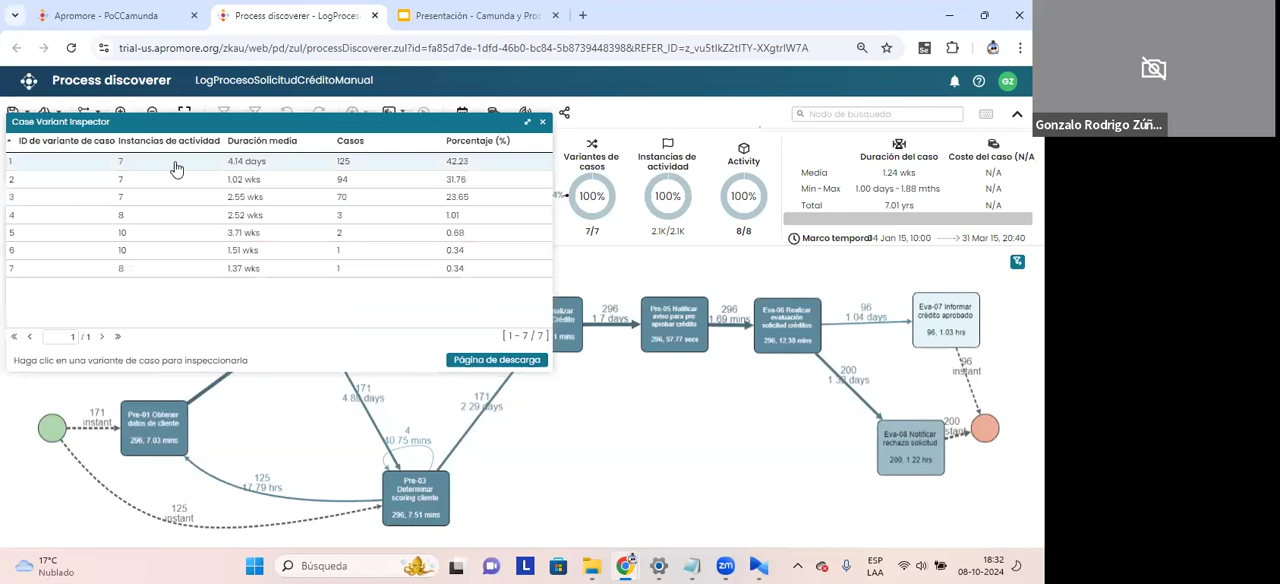 Apromore - PoCCamunda
Process discoverer - LogProces
Presentación - Camunda y Proc
trial-us.apromore.org/zkau/web/pd/zul/processDiscoverer.zul?id=fa85d7de-1dfd-46b0-bc84-5b8739448398&REFER_ID=z_vu5tIkZ2tITY-XXgtrIW7A
Process discoverer
LogProcesoSolicitudCréditoManual
GZ
Case Variant Inspector
Nodo de búsqueda
ID de variante de caso Instancias de actividad Duración media Casos Porcentaje (%)
1 7 4.14 days 125 42.23
2 7 1.02 wks 94 31.76
3 7 2.55 wks 70 23.65
4 8 2.52 wks 3 1.01
5 10 3.71 wks 2 0.68
6 10 1.51 wks 1 0.34
7 8 1.37 wks 1 0.34
[ 1 - 7 / 7 ]
1 / 1
Haga clic en una variante de caso para inspeccionarla
Página de descarga
Variantes de casos
100%
7/7
Instancias de actividad
100%
2.1K/2.1K
Activity
100%
8/8
Duración del caso
Coste del caso (N/A
Media 1.24 wks N/A
Min - Max 1.00 days - 1.88 mths N/A
Total 7.01 yrs N/A
Marco temporal
04 Jan 15, 10:00
31 Mar 15, 20:40
296
1.7 days
Pre-05 Notificar
aviso para pre
aprobar crédito
296, 57.77 secs
296
1.69 mins
Eva-06 Realizar
evaluación
solicitud créditos
296, 12.38 mins
96
1.04 days
Eva-07 Informar
crédito aprobado
96, 1.03 hrs
96
instant
200
days
Eva-08 Notificar
rechazo solicitud
200, 1.22 hrs
200
171
instant
Pre-01 Obtener
datos de cliente
296, 7.03 mins
171
days
171
2.29 days
4
40.75 mins
125
17.79 hrs
125
instant
Pre-03
Determinar
scoring cliente
296, 7.51 mins
17°C
Nublado
Búsqueda
ESP
LAA
18:32
08-10-2024
Gonzalo Rodrigo Zúñ...